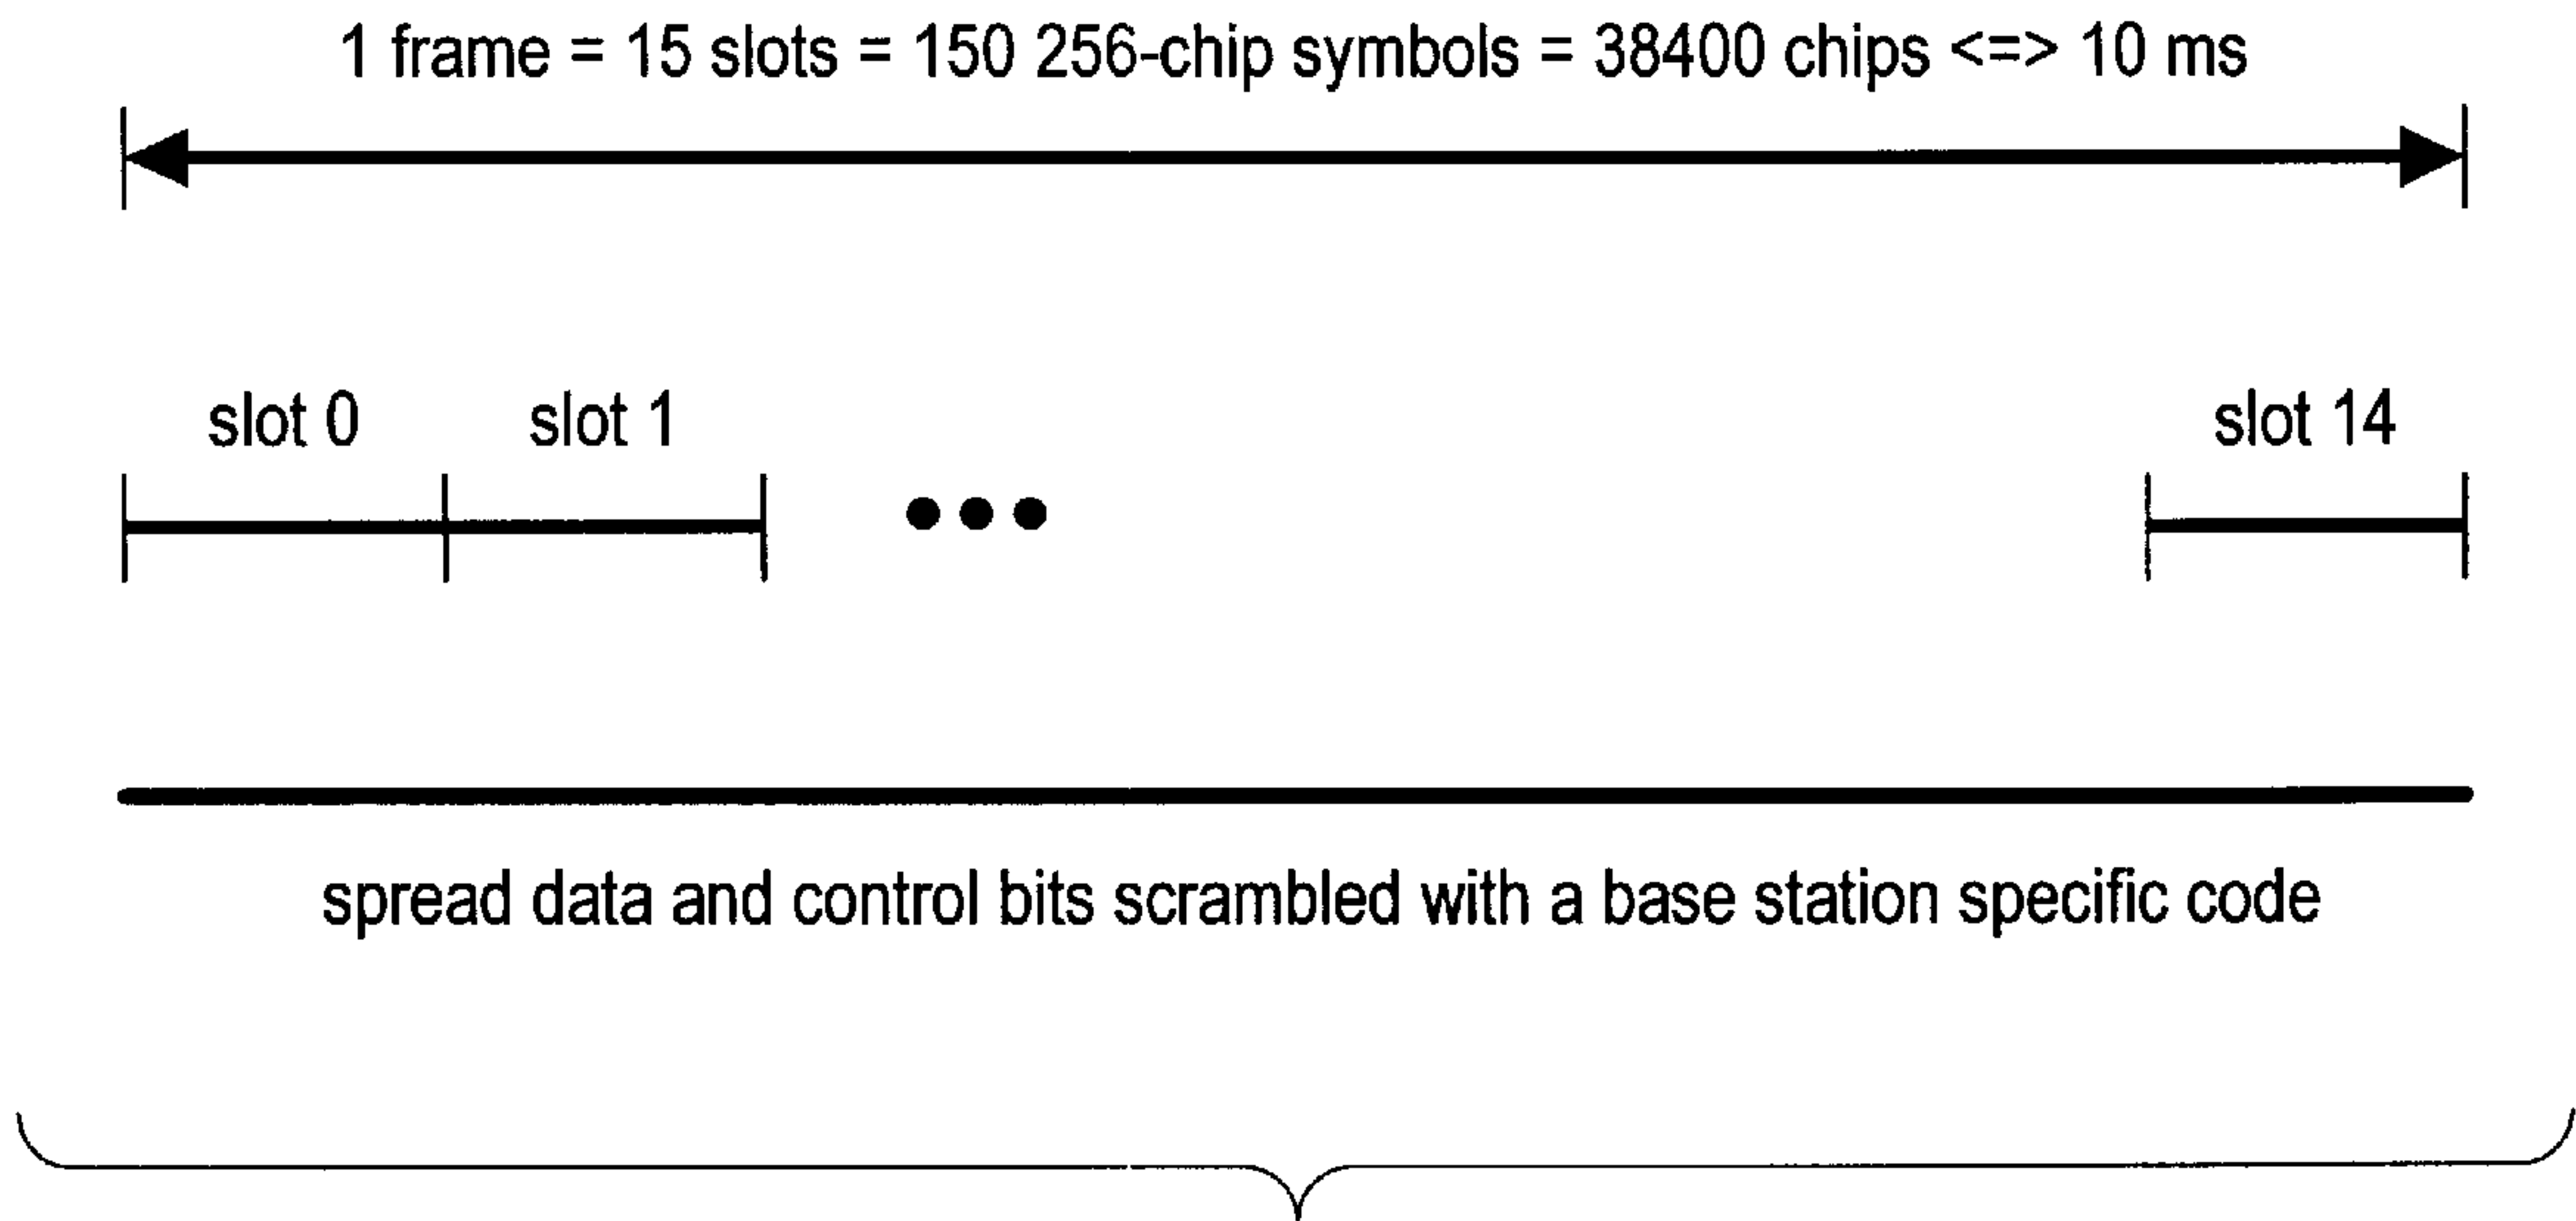 1 frame = 15 slots = 150 256-chip symbols = 38400 chips <=> 10 ms
slot 0 slot 1 slot 14
spread data and control bits scrambled with a base station specific code